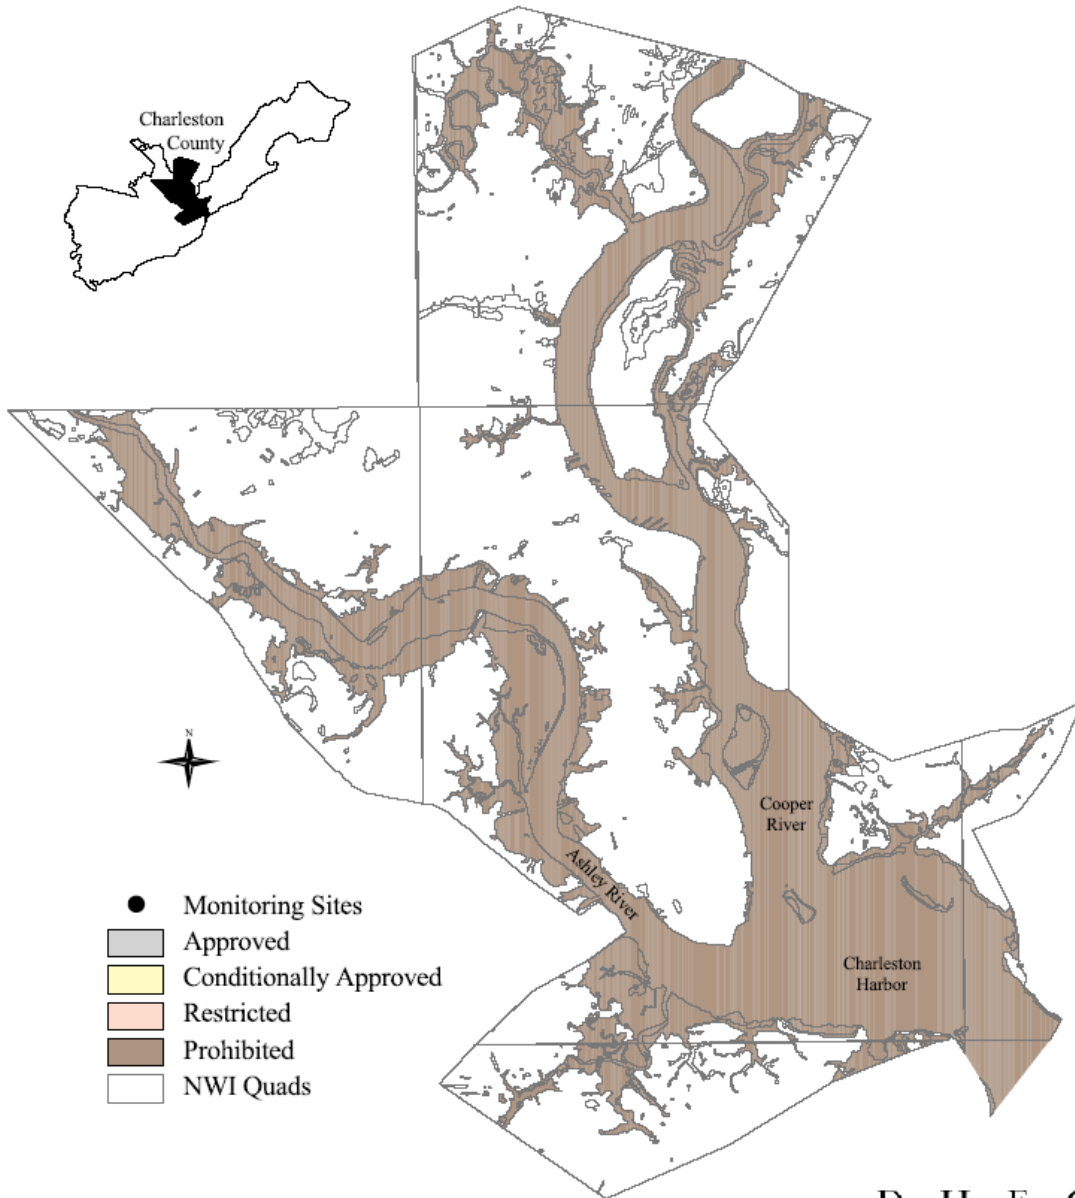 Charleston
County
N
Cooper
River
Ashley River
Charleston
Harbor
Monitoring Sites
Approved
Conditionally Approved
Restricted
Prohibited
NWI Quads